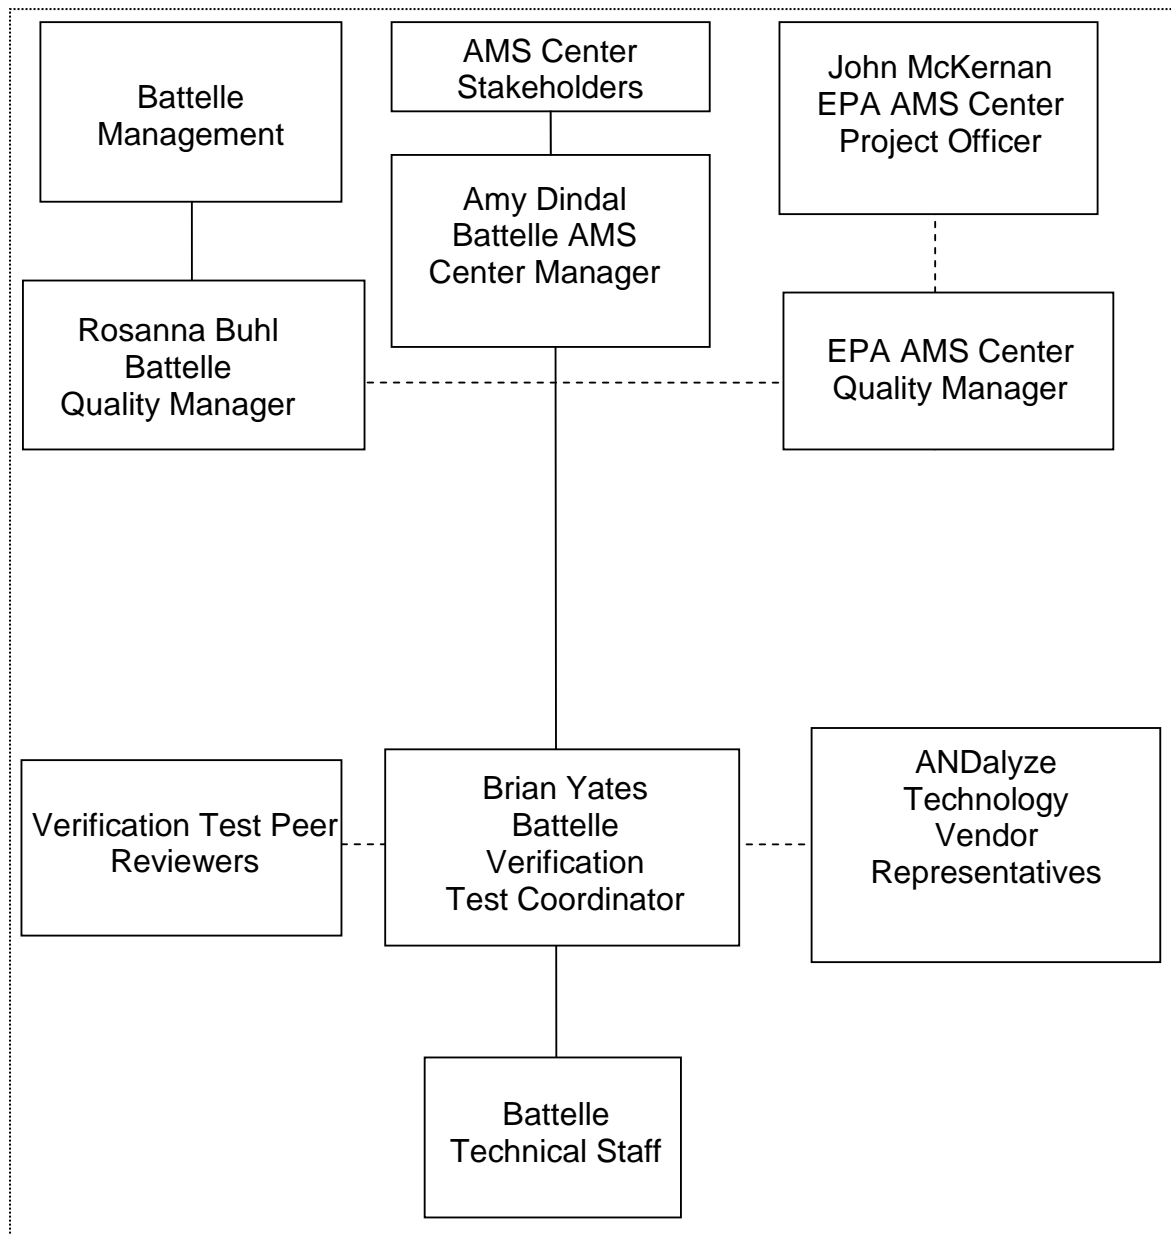 Battelle
Management
AMS Center
Stakeholders
John McKernan
EPA AMS Center
Project Officer
Amy Dindal
Battelle AMS
Center Manager
Rosanna Buhl
Battelle
Quality Manager
EPA AMS Center
Quality Manager
Verification Test Peer
Reviewers
Brian Yates
Battelle
Verification
Test Coordinator
ANDalyze
Technology
Vendor
Representatives
Battelle
Technical Staff